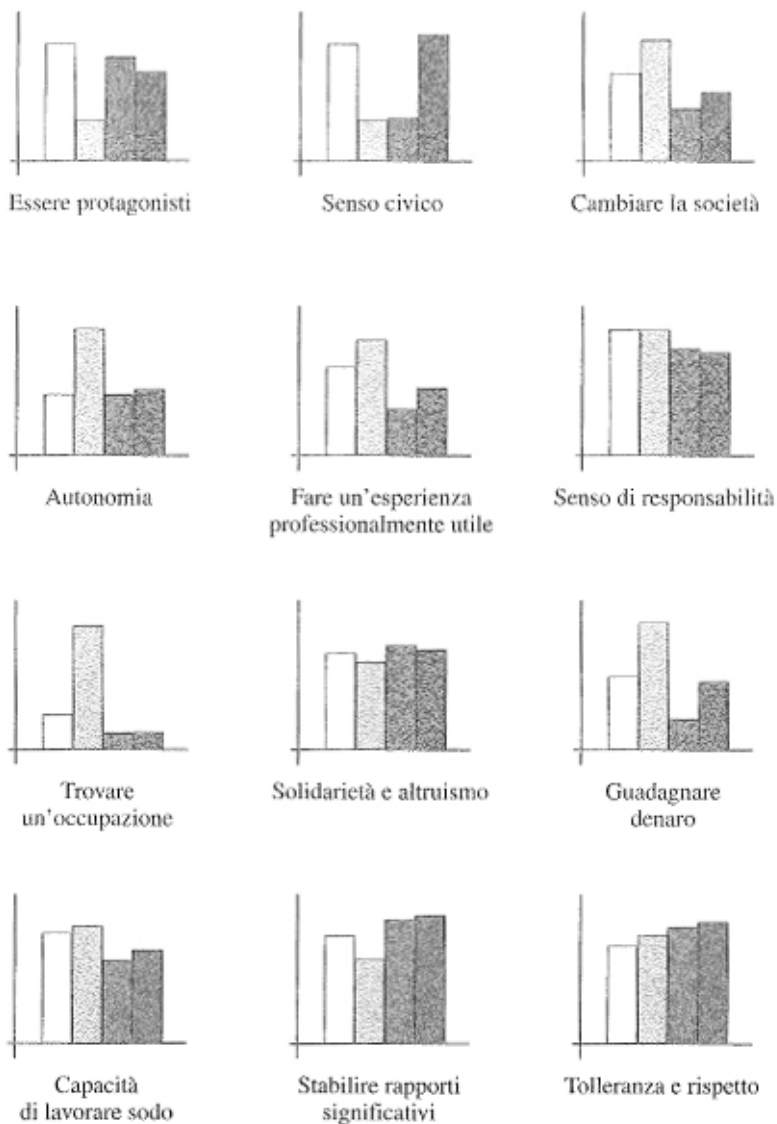 Essere protagonisti
Senso civico
Cambiare la società
Autonomia
Fare un'esperienza
professionalmente utile
Senso di responsabilità
Trovare
un'occupazione
Solidarietà e altruismo
Guadagnare
denaro
Capacità
di lavorare sodo
Stabilire rapporti
significativi
Tolleranza e rispetto